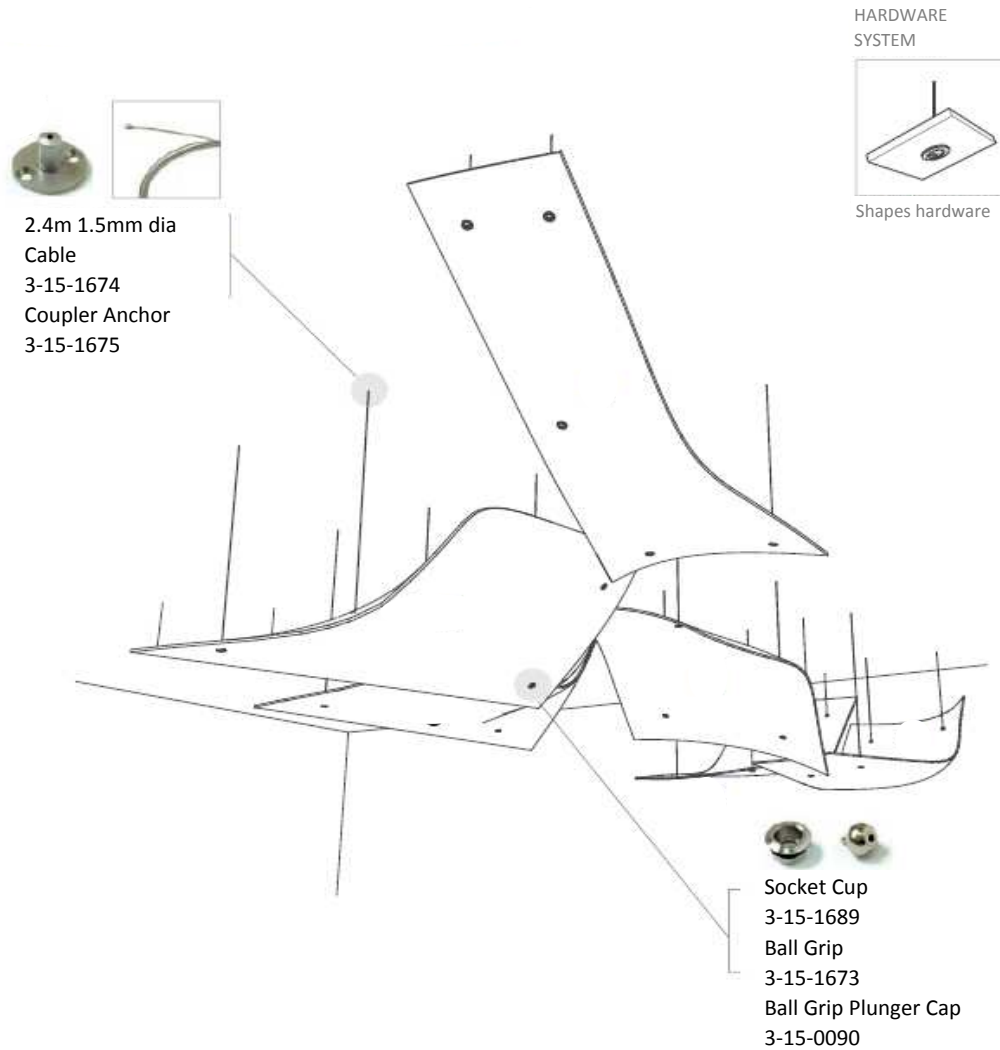 HARDWARE
SYSTEM
Shapes hardware
2.4m 1.5mm dia
Cable
3-15-1674
Coupler Anchor
3-15-1675
Socket Cup
3-15-1689
Ball Grip
3-15-1673
Ball Grip Plunger Cap
3-15-0090